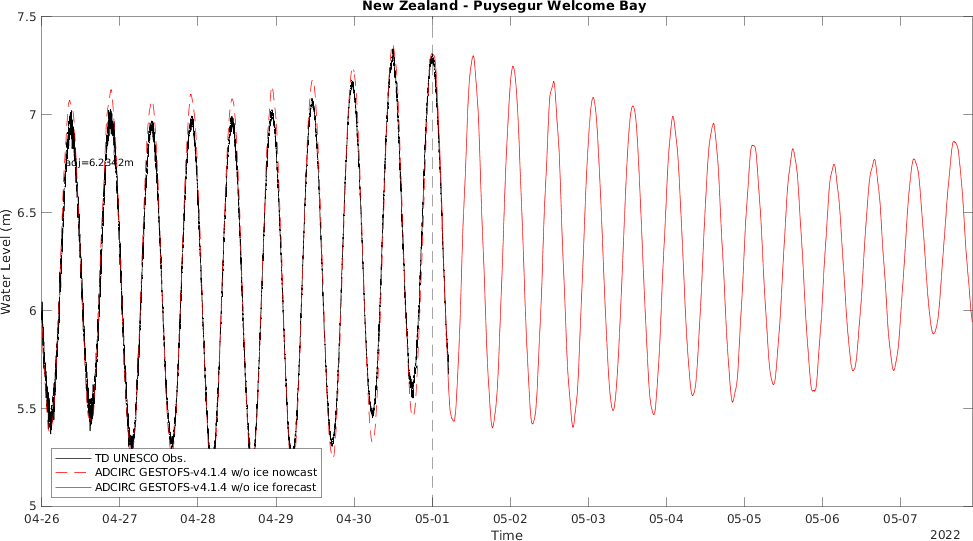 New Zealand - Puysegur Welcome Bay
7.5
7
6.5
6
5.5
5
Water Level (m)
adj=6.2342m
TD UNESCO Obs.
ADCIRC GESTOFS-v4.1.4 w/o ice nowcast
ADCIRC GESTOFS-v4.1.4 w/o ice forecast
04-26 04-27 04-28 04-29 04-30 05-01 05-02 05-03 05-04 05-05 05-06 05-07
Time
2022